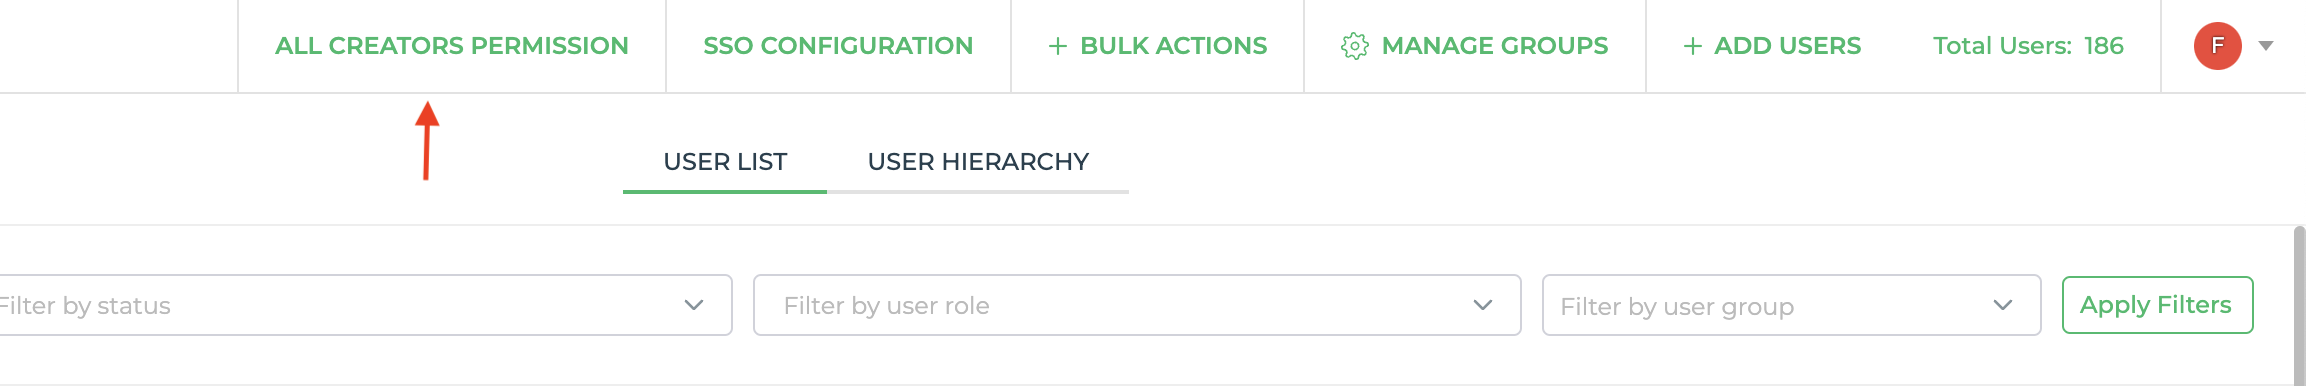 ALL CREATORS PERMISSION SSO CONFIGURATION + BULK ACTIONS MANAGE GROUPS + ADD USERS Total Users: 186 F
USER LIST USER HIERARCHY
Filter by status Filter by user role Filter by user group Apply Filters